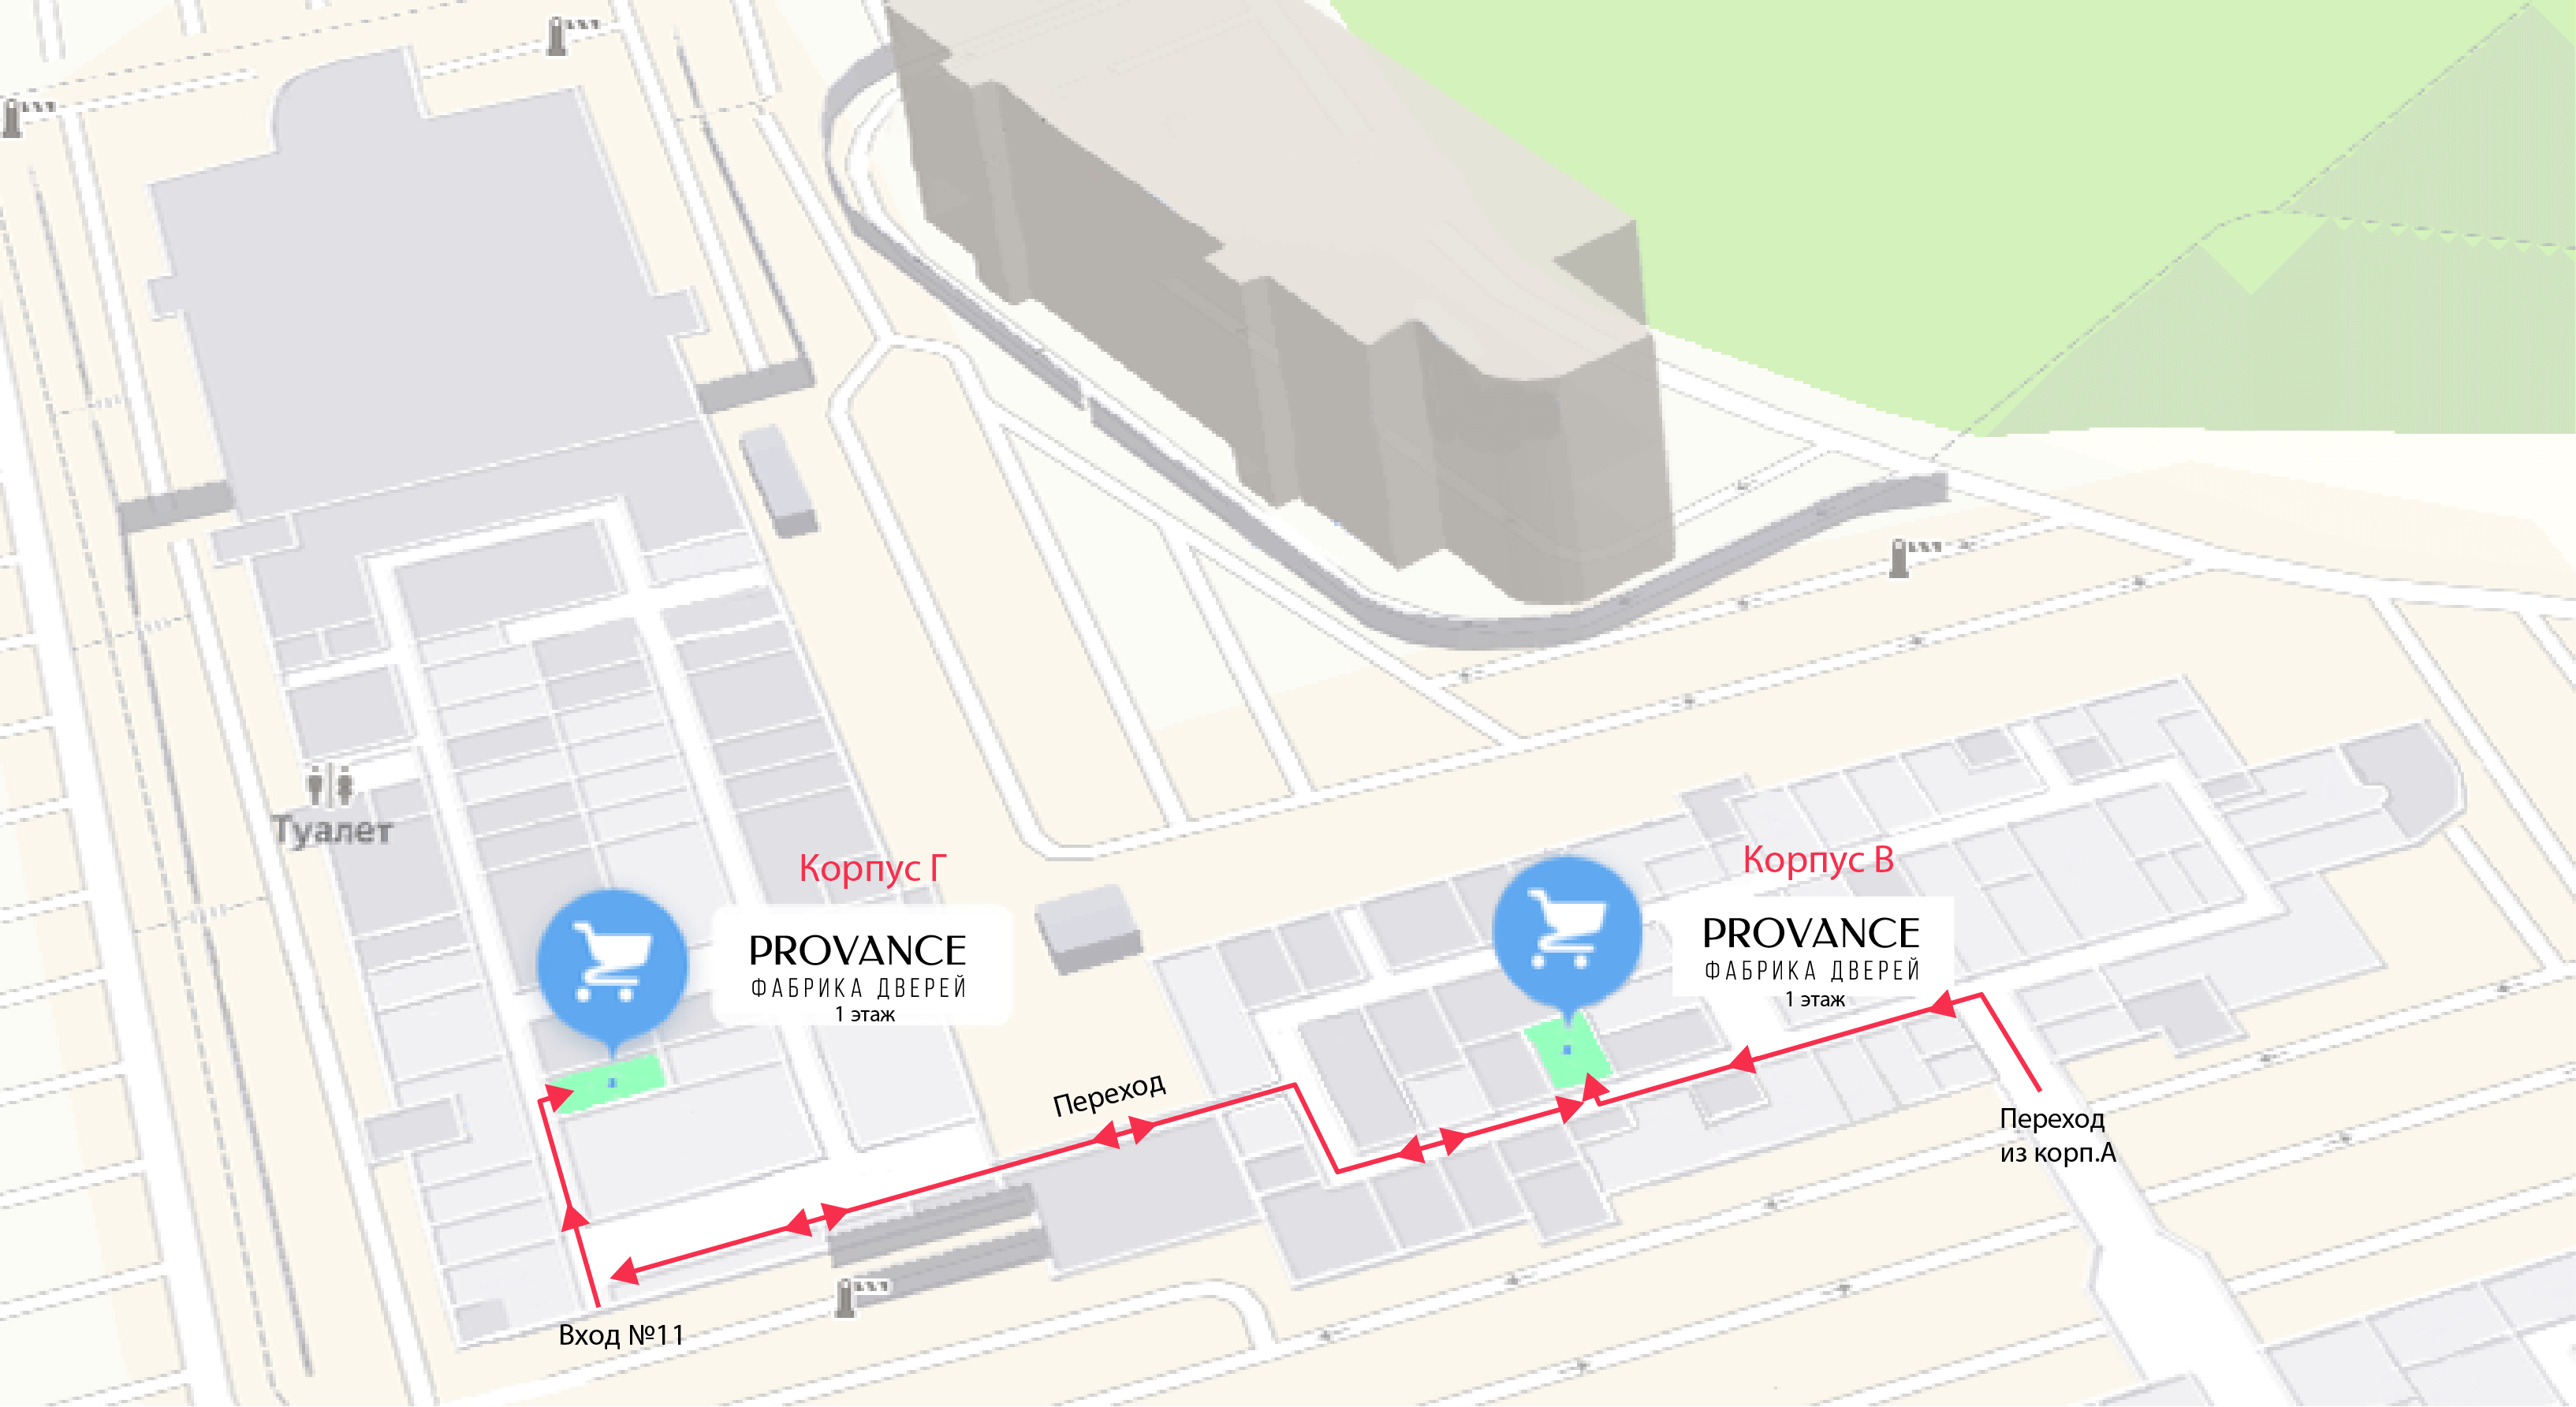 Туалет
Корпус Г
PROVANCE
ФАБРИКА ДВЕРЕЙ
1 этаж
Корпус В
PROVANCE
ФАБРИКА ДВЕРЕЙ
1 этаж
Переход
Переход
из корп.А
Вход №11